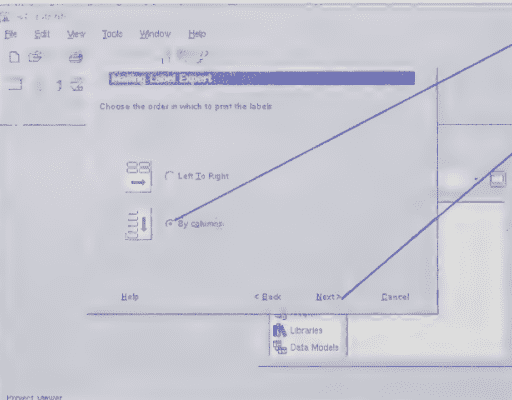 File Edit View Tools Window Help
Mailing Label Expert
Choose the order in which to print the labels
Left To Right
By columns
Help < Back Next > Cancel
Libraries
Data Models
Project Viewer